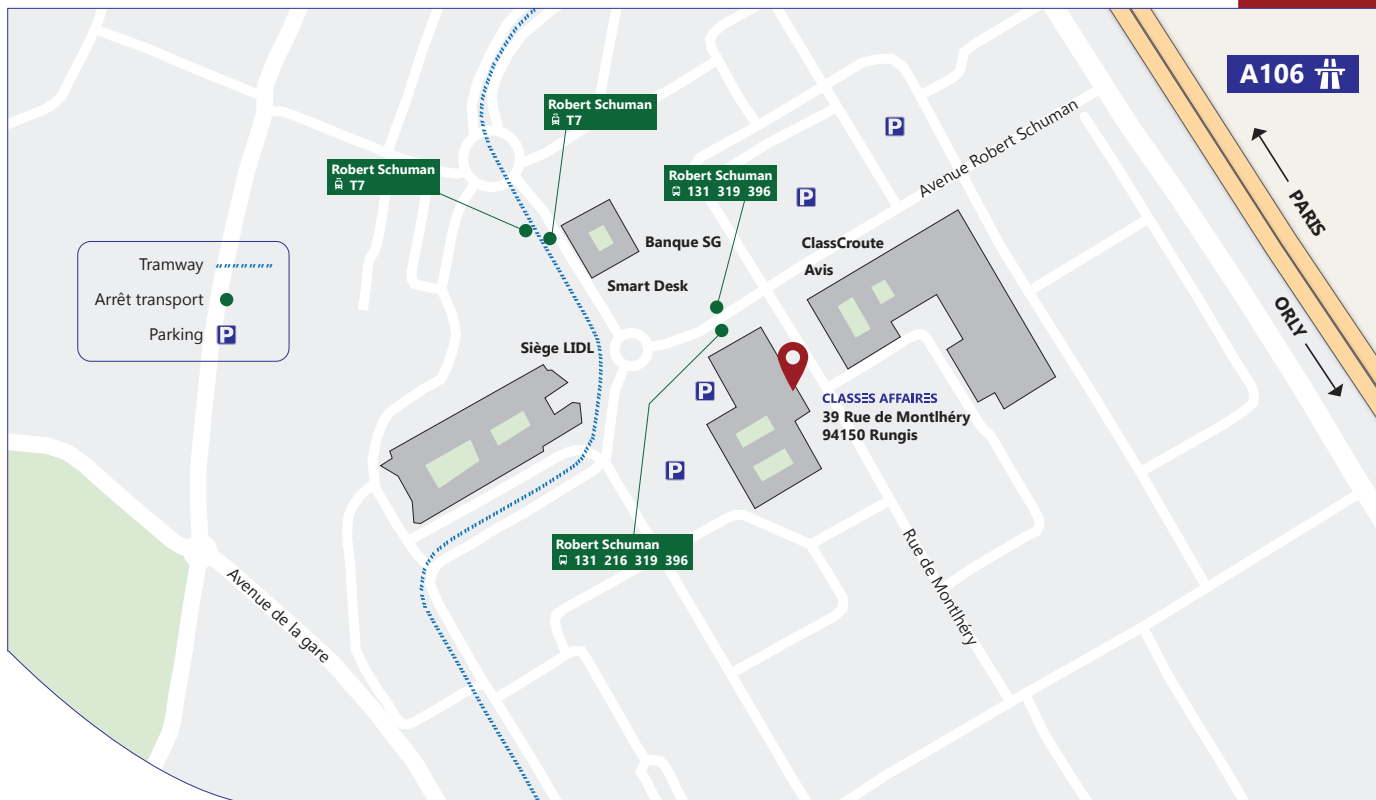 A106
Robert Schuman
T7
Robert Schuman
T7
Robert Schuman
131 319 396
Avenue Robert Schuman
PARIS
ORLY
Tramway
Arrêt transport
Parking P
P
P
P
P
Banque SG
Smart Desk
ClassCroute
Avis
Siège LIDL
CLASSES AFFAIRES
39 Rue de Montlhéry
94150 Rungis
Robert Schuman
131 216 319 396
Rue de Montlhéry
Avenue de la gare